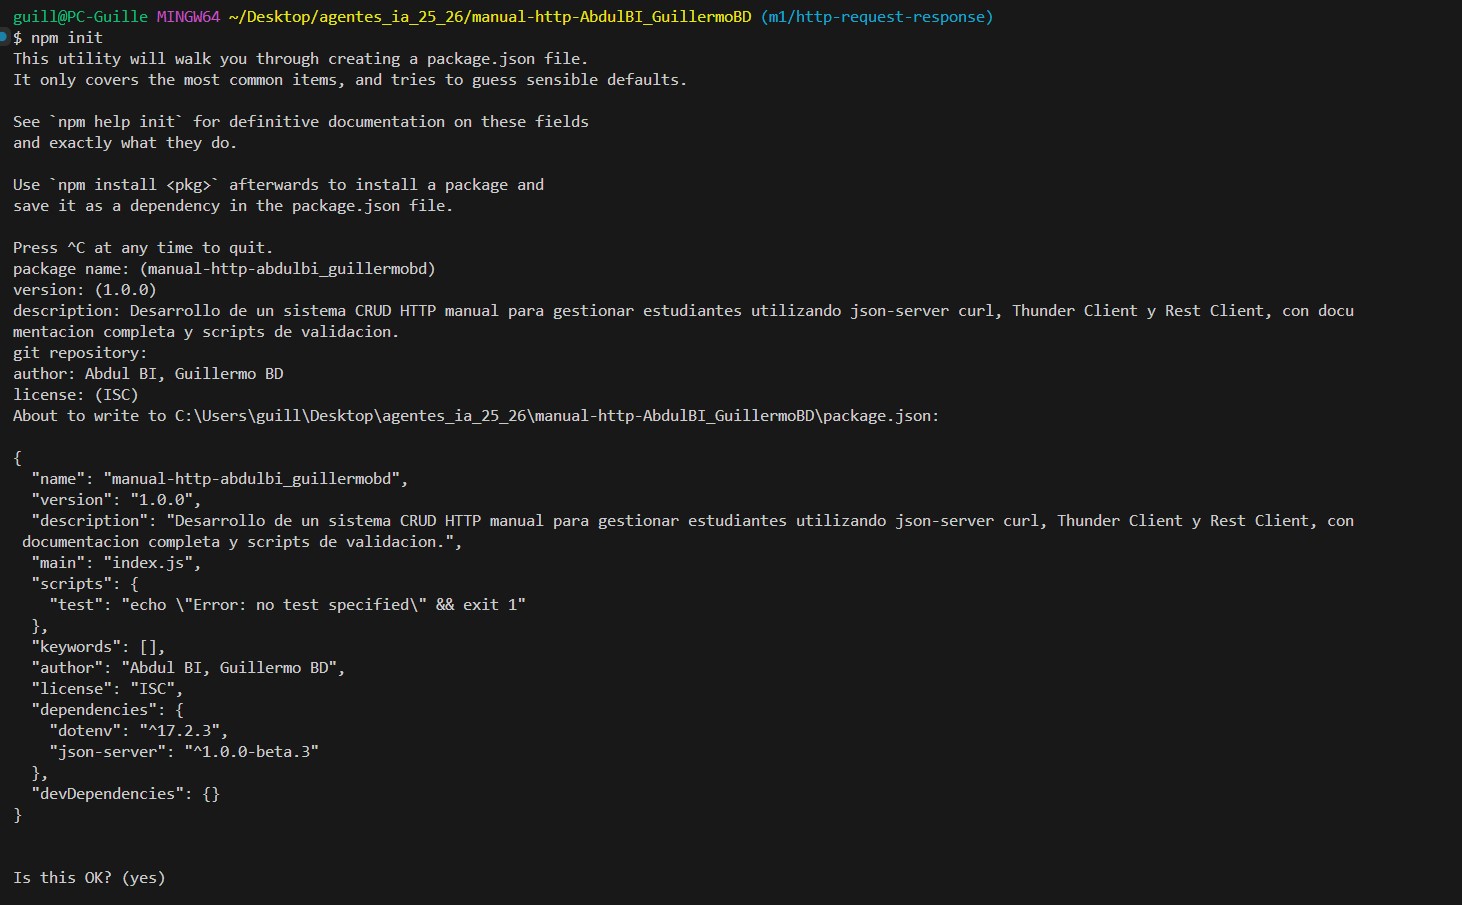 guill@PC-Guille MINGW64 ~/Desktop/agentes_ia_25_26/manual-http-AbdulBI_GuillermoBD (m1/http-request-response)
$ npm init
This utility will walk you through creating a package.json file.
It only covers the most common items, and tries to guess sensible defaults.

See `npm help init` for definitive documentation on these fields
and exactly what they do.

Use `npm install <pkg>` afterwards to install a package and
save it as a dependency in the package.json file.

Press ^C at any time to quit.
package name: (manual-http-abdulbi_guillermobd)
version: (1.0.0)
description: Desarrollo de un sistema CRUD HTTP manual para gestionar estudiantes utilizando json-server curl, Thunder Client y Rest Client, con docu
mentacion completa y scripts de validacion.
git repository:
author: Abdul BI, Guillermo BD
license: (ISC)
About to write to C:\Users\guill\Desktop\agentes_ia_25_26\manual-http-AbdulBI_GuillermoBD\package.json:

{
  "name": "manual-http-abdulbi_guillermobd",
  "version": "1.0.0",
  "description": "Desarrollo de un sistema CRUD HTTP manual para gestionar estudiantes utilizando json-server curl, Thunder Client y Rest Client, con
 documentacion completa y scripts de validacion.",
  "main": "index.js",
  "scripts": {
    "test": "echo \"Error: no test specified\" && exit 1"
  },
  "keywords": [],
  "author": "Abdul BI, Guillermo BD",
  "license": "ISC",
  "dependencies": {
    "dotenv": "^17.2.3",
    "json-server": "^1.0.0-beta.3"
  },
  "devDependencies": {}
}


Is this OK? (yes)